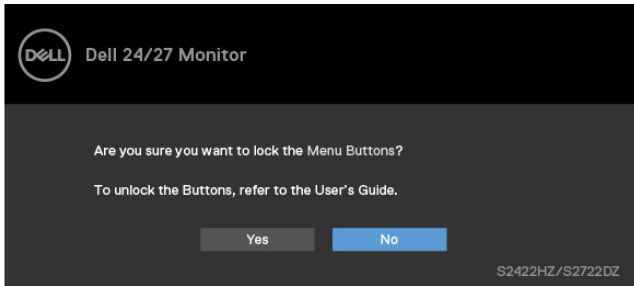 DELL
Dell 24/27 Monitor
Are you sure you want to lock the Menu Buttons?
To unlock the Buttons, refer to the User's Guide.
Yes No
S2422HZ/S2722DZ